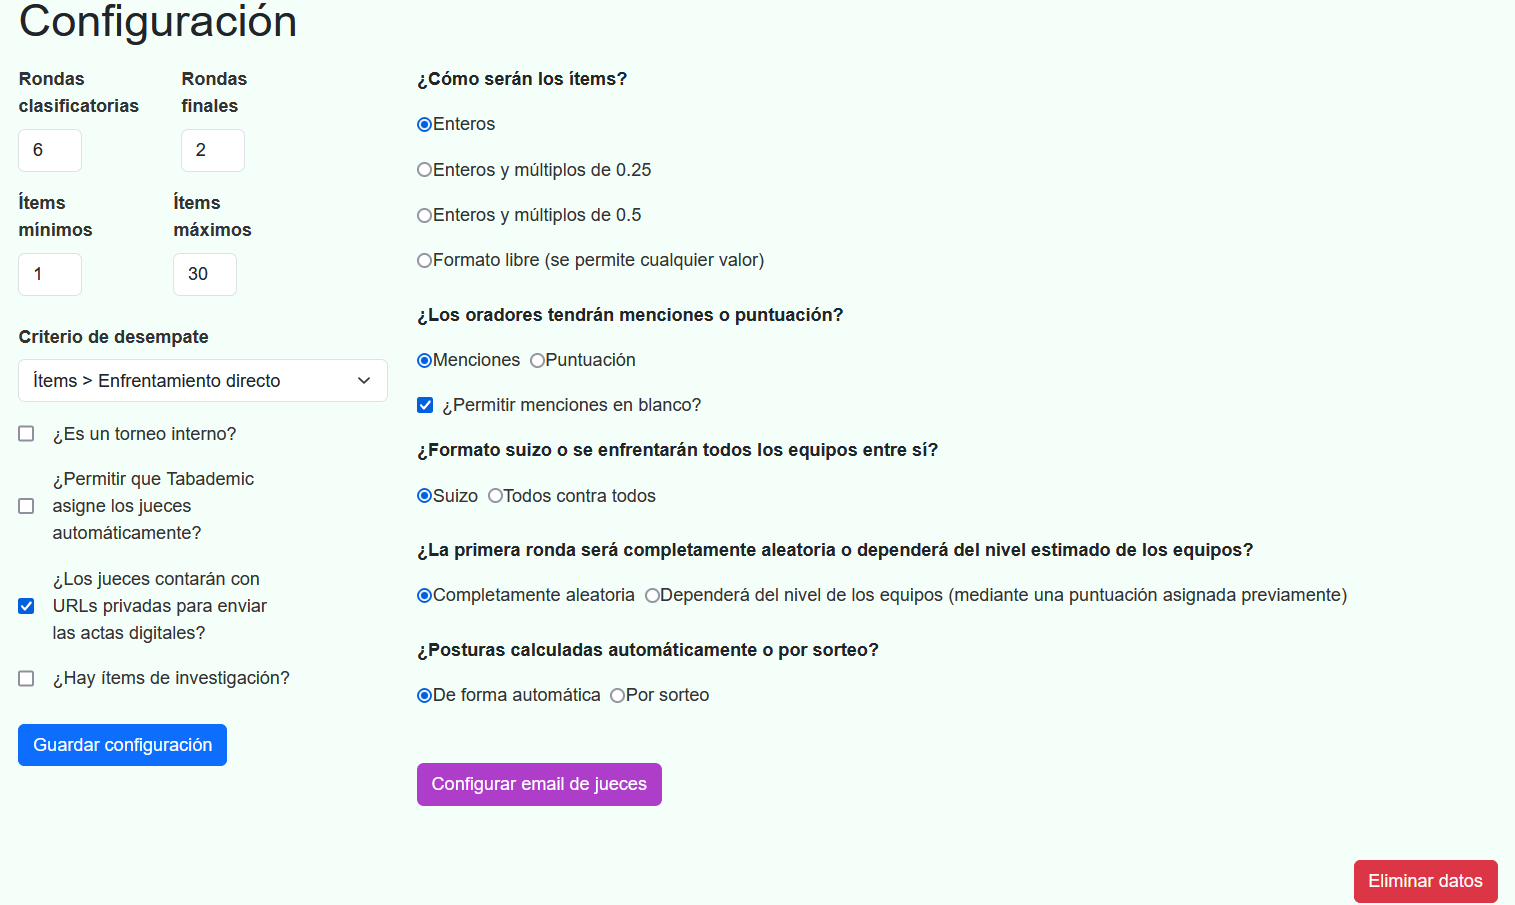 Configuración
Rondas
clasificatorias
Rondas
finales
6
2
Ítems
mínimos
Ítems
máximos
1
30
Criterio de desempate
Ítems > Enfrentamiento directo
¿Es un torneo interno?
¿Permitir que Tabademic
asigne los jueces
automáticamente?
¿Los jueces contarán con
URLs privadas para enviar
las actas digitales?
¿Hay ítems de investigación?
Guardar configuración
¿Cómo serán los ítems?
Enteros
Enteros y múltiplos de 0.25
Enteros y múltiplos de 0.5
Formato libre (se permite cualquier valor)
¿Los oradores tendrán menciones o puntuación?
Menciones Puntuación
¿Permitir menciones en blanco?
¿Formato suizo o se enfrentarán todos los equipos entre sí?
Suizo Todos contra todos
¿La primera ronda será completamente aleatoria o dependerá del nivel estimado de los equipos?
Completamente aleatoria Dependerá del nivel de los equipos (mediante una puntuación asignada previamente)
¿Posturas calculadas automáticamente o por sorteo?
De forma automática Por sorteo
Configurar email de jueces
Eliminar datos